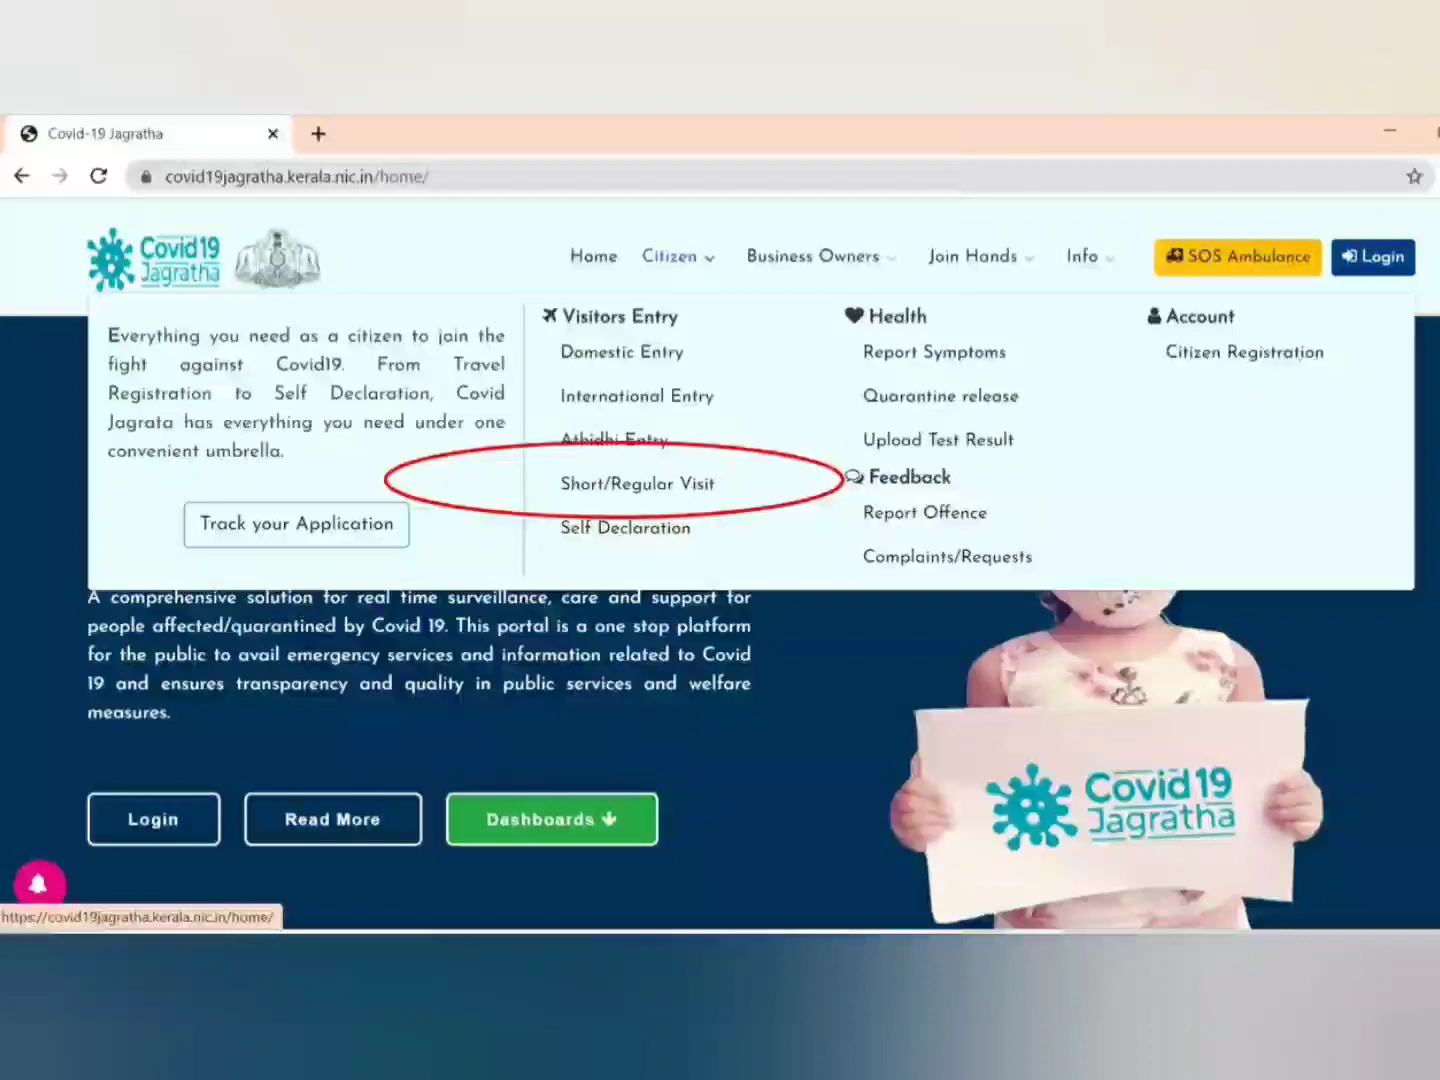 Covid-19 Jagratha
covid19jagratha.kerala.nic.in/home/
Covid19
Jagratha
Home
Citizen
Business Owners
Join Hands
Info
SOS Ambulance
Login
Everything you need as a citizen to join the
fight against Covid19. From Travel
Registration to Self Declaration, Covid
Jagrata has everything you need under one
convenient umbrella.
Track your Application
Visitors Entry
Domestic Entry
International Entry
Athidhi Entry
Short/Regular Visit
Self Declaration
Health
Report Symptoms
Quarantine release
Upload Test Result
Feedback
Report Offence
Complaints/Requests
Account
Citizen Registration
A comprehensive solution for real time surveillance, care and support for
people affected/quarantined by Covid 19. This portal is a one stop platform
for the public to avail emergency services and information related to Covid
19 and ensures transparency and quality in public services and welfare
measures.
Login
Read More
Dashboards
Covid19
Jagratha
https://covid19jagratha.kerala.nic.in/home/